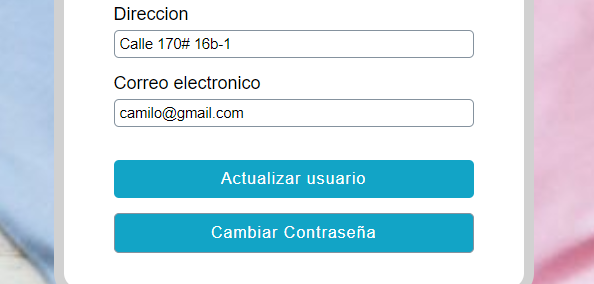 Direccion
Calle 170# 16b-1
Correo electronico
camilo@gmail.com
Actualizar usuario
Cambiar Contraseña